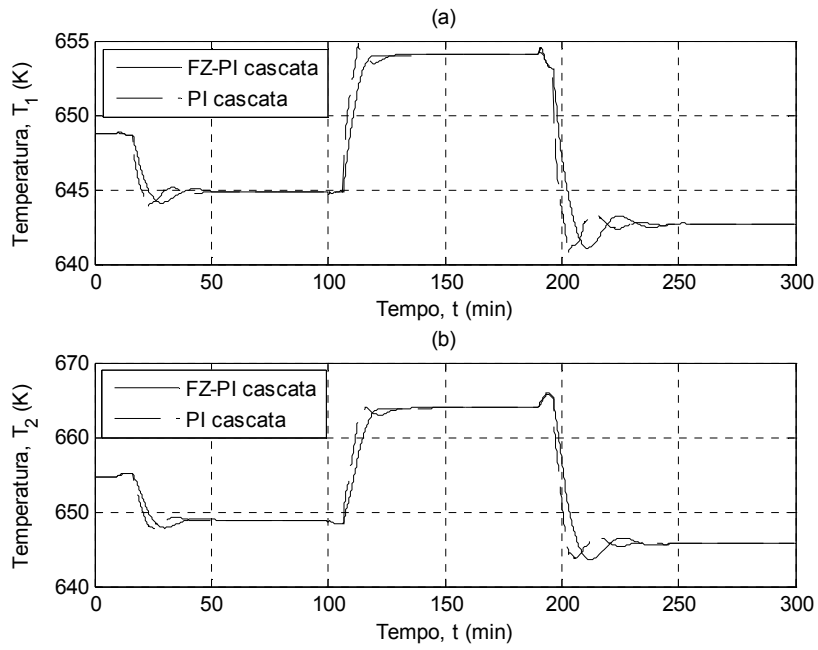 (a)
655
650
645
640
Temperatura, T1 (K)
FZ-PI cascata
PI cascata
0 50 100 150 200 250 300
Tempo, t (min)
(b)
670
660
650
640
Temperatura, T2 (K)
FZ-PI cascata
PI cascata
0 50 100 150 200 250 300
Tempo, t (min)